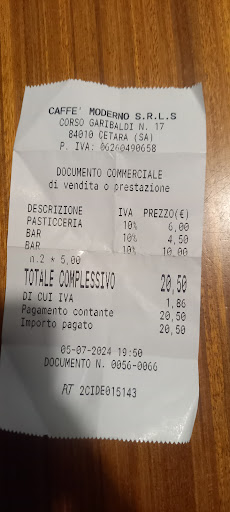 CAFFE' MODERNO S.R.L.S
CORSO GARIBALDI N. 17
84010 CETARA (SA)
P. IVA: 06260490658
DOCUMENTO COMMERCIALE
di vendita o prestazione
DESCRIZIONE IVA PREZZO(€)
PASTICCERIA 10% 6,00
BAR 10% 4,50
BAR 10% 10,00
n.2 * 5,00
TOTALE COMPLESSIVO 20,50
DI CUI IVA 1,86
Pagamento contante 20,50
Importo pagato 20,50
05-07-2024 19:50
DOCUMENTO N. 0056-0066
RT 2CIDE015143